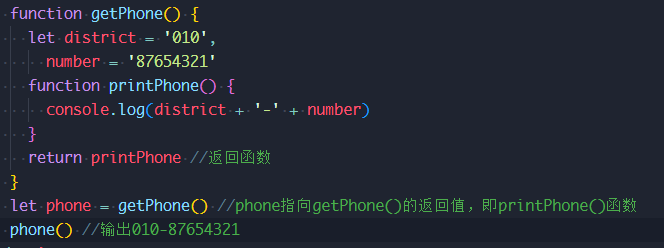 function getPhone() {
let district = '010',
number = '87654321'
function printPhone() {
console.log(district + '-' + number)
}
return printPhone //返回函数
}
let phone = getPhone() //phone指向getPhone()的返回值，即printPhone()函数
phone() //输出010-87654321